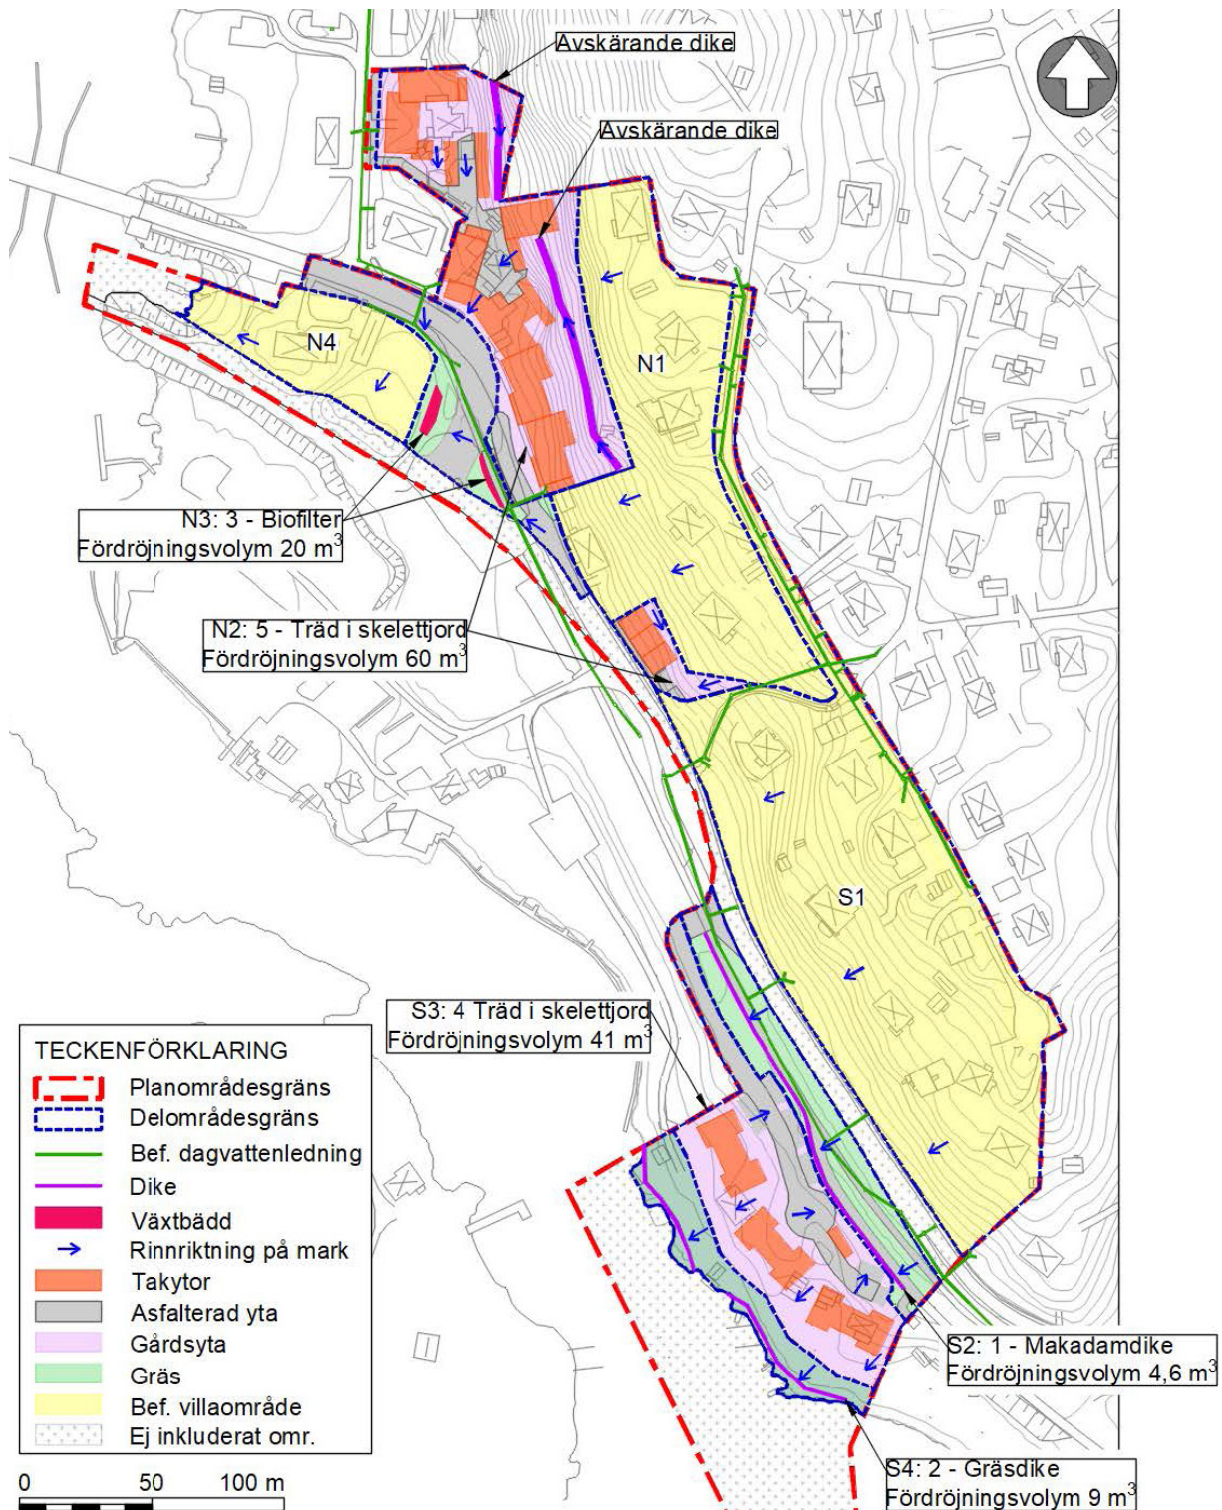 Avskärande dike
Avskärande dike
N1
N4
N3: 3 - Biofilter
Fördröjningsvolym 20 m³
N2: 5 - Träd i skelettjord
Fördröjningsvolym 60 m³
S1
S3: 4 Träd i skelettjord
Fördröjningsvolym 41 m³
TECKENFÖRKLARING
Planområdesgräns
Delområdesgräns
Bef. dagvattenledning
Dike
Växtbädd
Rinnriktning på mark
Takytor
Asfalterad yta
Gårdsyta
Gräs
Bef. villaområde
Ej inkluderat omr.
S2: 1 - Makadamdike
Fördröjningsvolym 4,6 m³
S4: 2 - Gräsdike
Fördröjningsvolym 9 m³
0 50 100 m